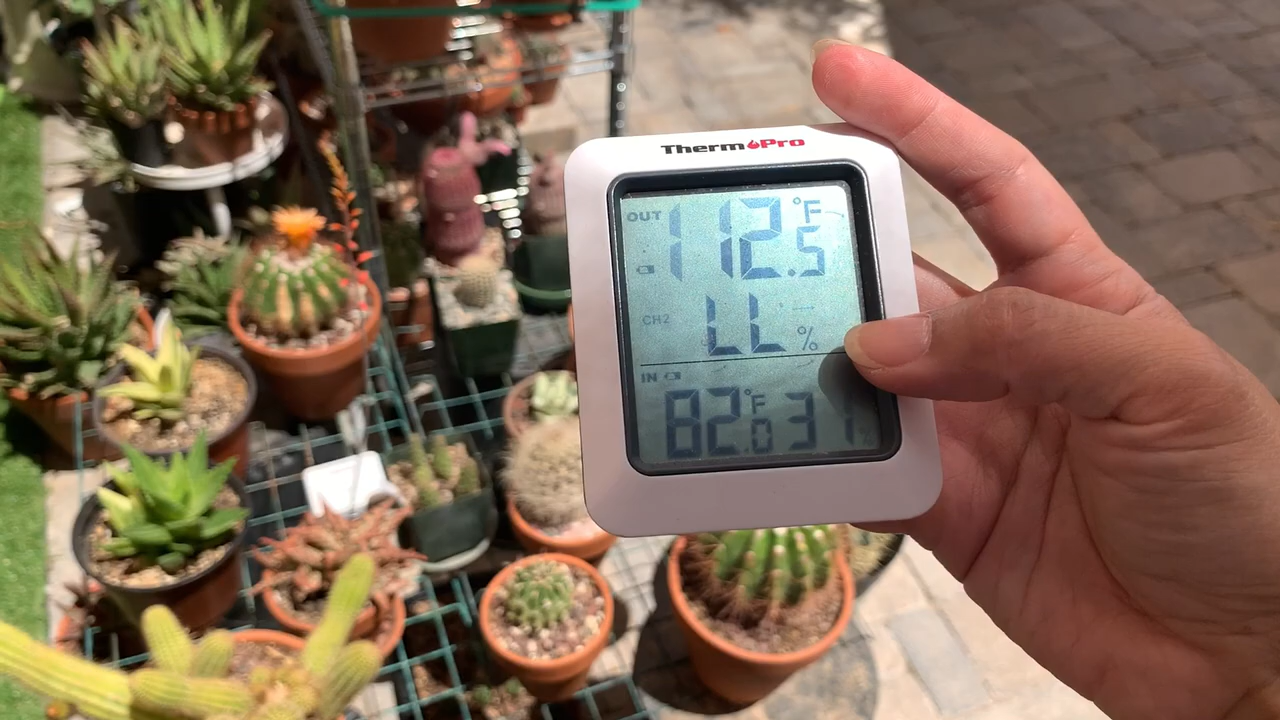 ThermoPro
OUT 112.5 °F
CH2 LL %
IN 82.0 °F 31 %